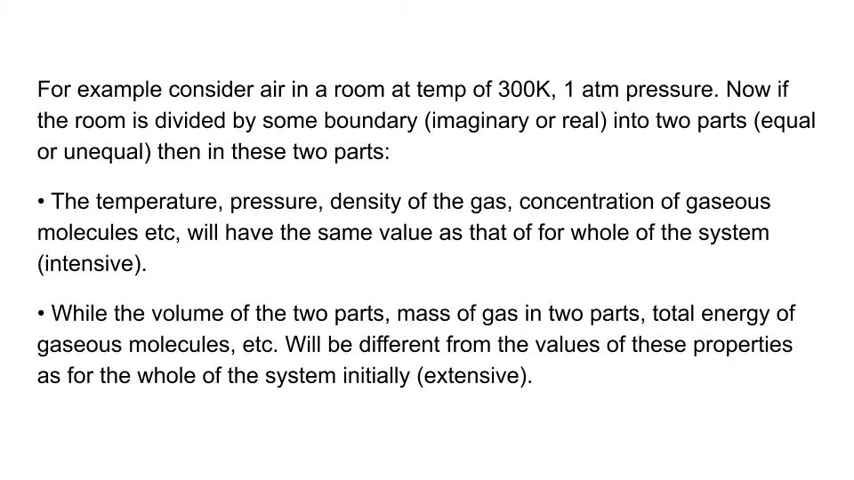 For example consider air in a room at temp of 300K, 1 atm pressure. Now if
the room is divided by some boundary (imaginary or real) into two parts (equal
or unequal) then in these two parts:
• The temperature, pressure, density of the gas, concentration of gaseous
molecules etc, will have the same value as that of for whole of the system
(intensive).
• While the volume of the two parts, mass of gas in two parts, total energy of
gaseous molecules, etc. Will be different from the values of these properties
as for the whole of the system initially (extensive).